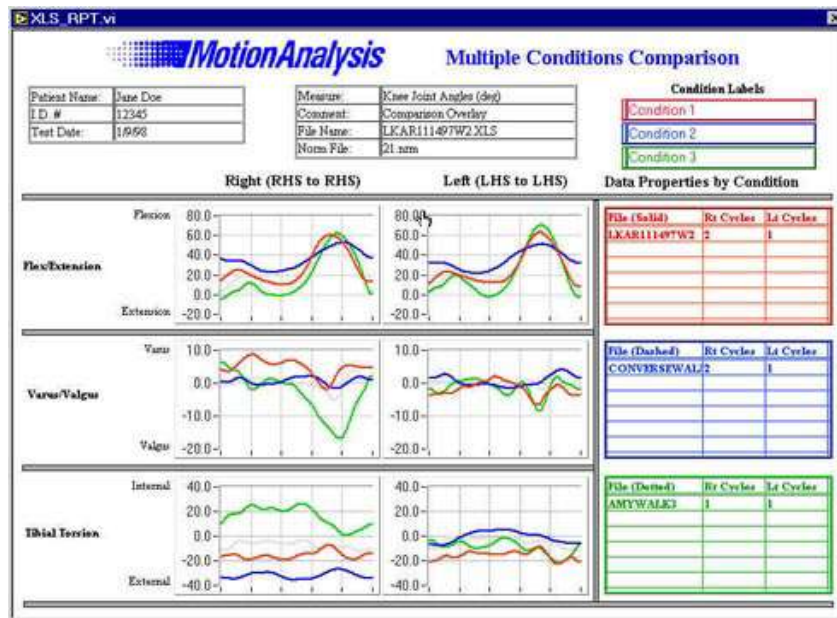 XLS_RPT.vi
MotionAnalysis
Multiple Conditions Comparison
Patient Name: Jane Doe
I.D. # 12345
Test Date: 1/9/98
Measure: Knee Joint Angles (deg)
Comment: Comparison Overlay
File Name: LKAR111497W2.XLS
Norm File: 21.nrm
Condition Labels
Condition 1
Condition 2
Condition 3
Right (RHS to RHS)
Left (LHS to LHS)
Data Properties by Condition
Flex/Extension
Flexion
Extension
80.0
60.0
40.0
20.0
0.0
-20.0
80.0
60.0
40.0
20.0
0.0
-20.0
File (Solid) Rt Cycles Lt Cycles
LKAR111497W2 2 1
Varus/Valgus
Varus
Valgus
10.0
0.0
-10.0
-20.0
10.0
0.0
-10.0
-20.0
File (Dashed) Rt Cycles Lt Cycles
CONVERSEWAL 2 1
Tibial Torsion
Internal
External
40.0
20.0
0.0
-20.0
-40.0
40.0
20.0
0.0
-20.0
-40.0
File (Dotted) Rt Cycles Lt Cycles
AMYWALK3 1 1